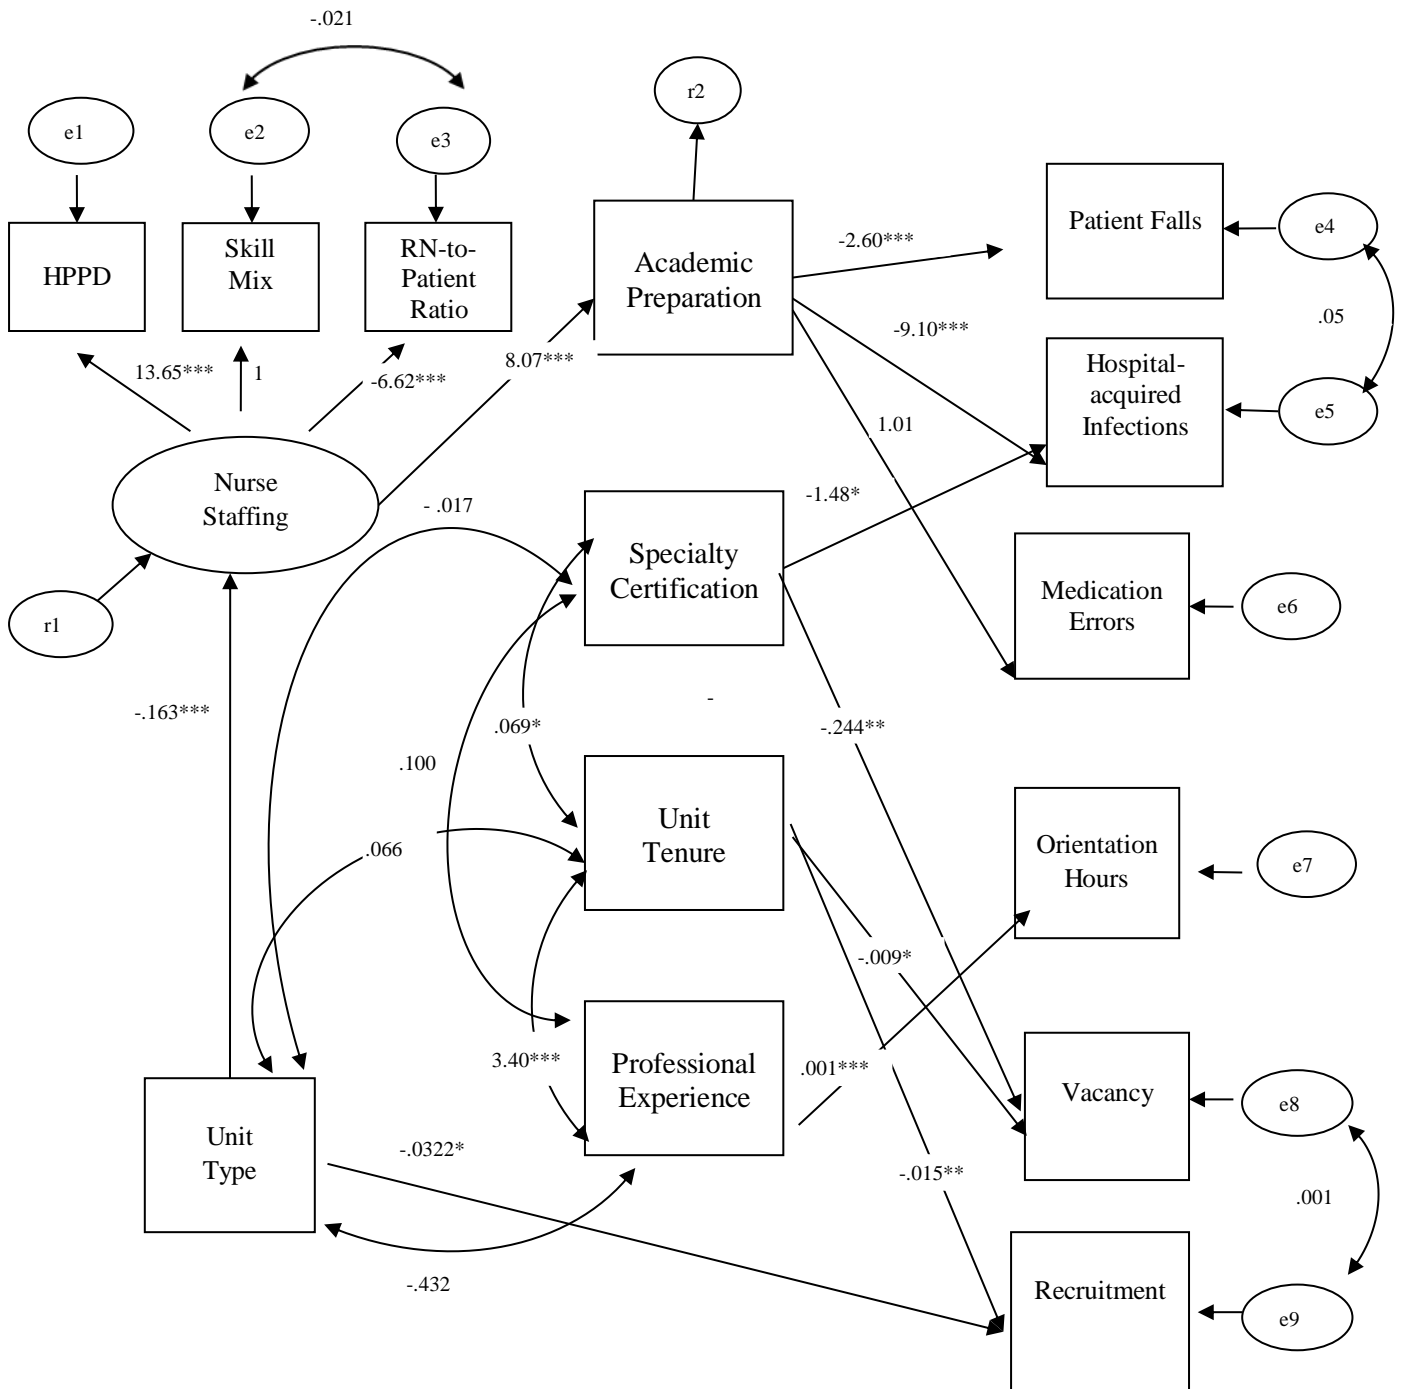 -.021
e1
e2
e3
r2
HPPD
Skill
Mix
RN-to-
Patient
Ratio
Academic
Preparation
-2.60***
Patient Falls
e4
.05
-9.10***
13.65***
1
-6.62***
8.07***
Hospital-
acquired
Infections
e5
1.01
Nurse
Staffing
- .017
-1.48*
Specialty
Certification
Medication
Errors
e6
r1
-.163***
-
.069*
-.244**
.100
Unit
Tenure
.066
Orientation
Hours
e7
-.009*
3.40***
Professional
Experience
.001***
Vacancy
e8
Unit
Type
-.0322*
-.015**
.001
-.432
Recruitment
e9